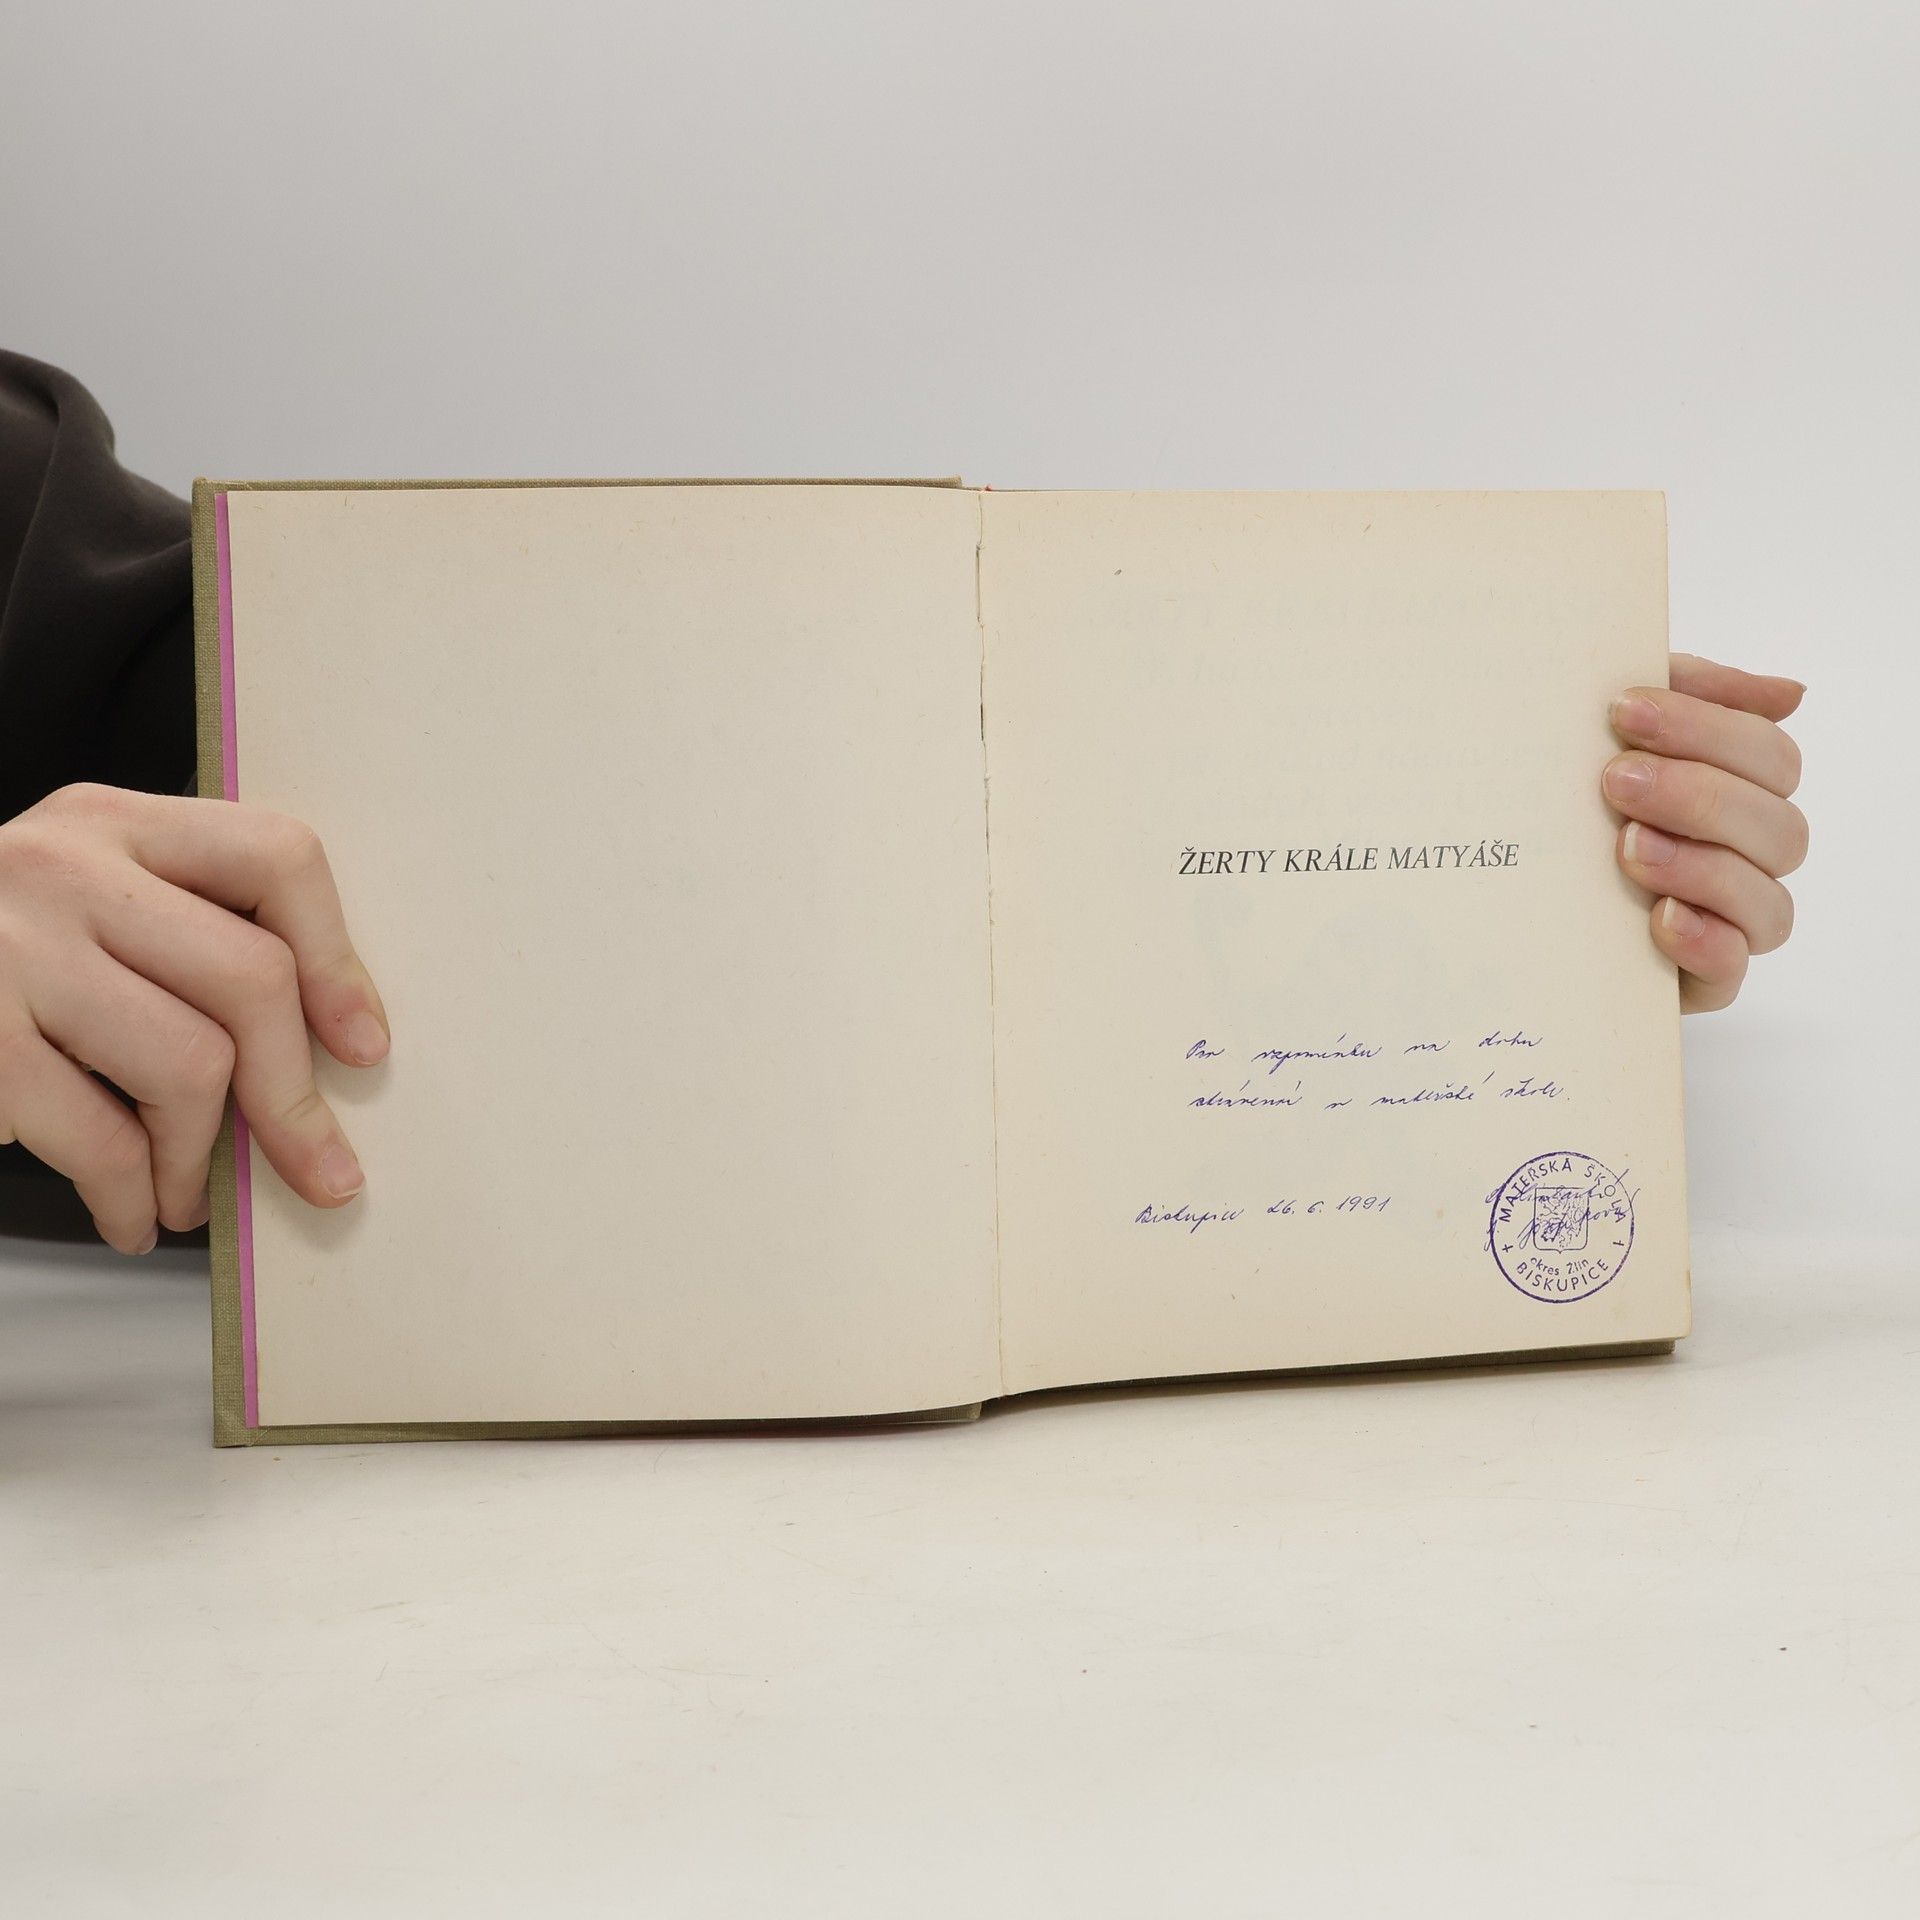 ŽERTY KRÁLE MATYÁŠE
Pro vzpomínku na dobu
strávenou v mateřské škole.
Biskupice 26. 6. 1991
MATEŘSKÁ ŠKOLA
okres Zlín
BISKUPICE